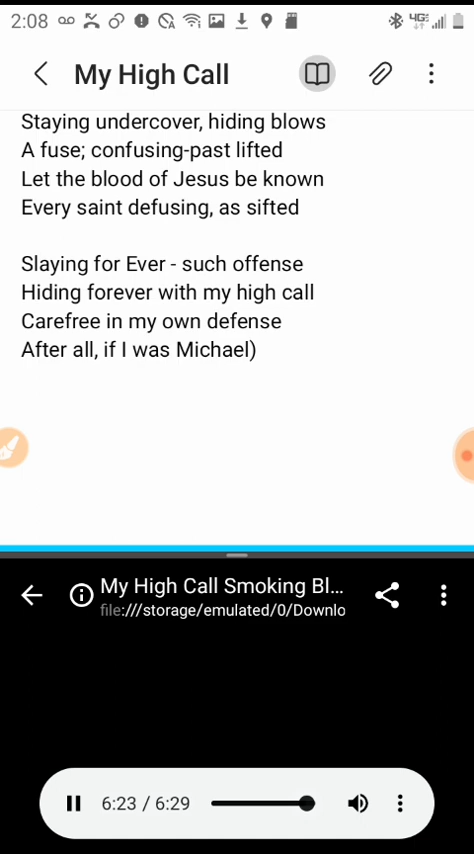 2:08
4GE
My High Call
Staying undercover, hiding blows
A fuse; confusing-past lifted
Let the blood of Jesus be known
Every saint defusing, as sifted
Slaying for Ever - such offense
Hiding forever with my high call
Carefree in my own defense
After all, if I was Michael)
My High Call Smoking Bl...
file:///storage/emulated/0/Downlo
6:23 / 6:29